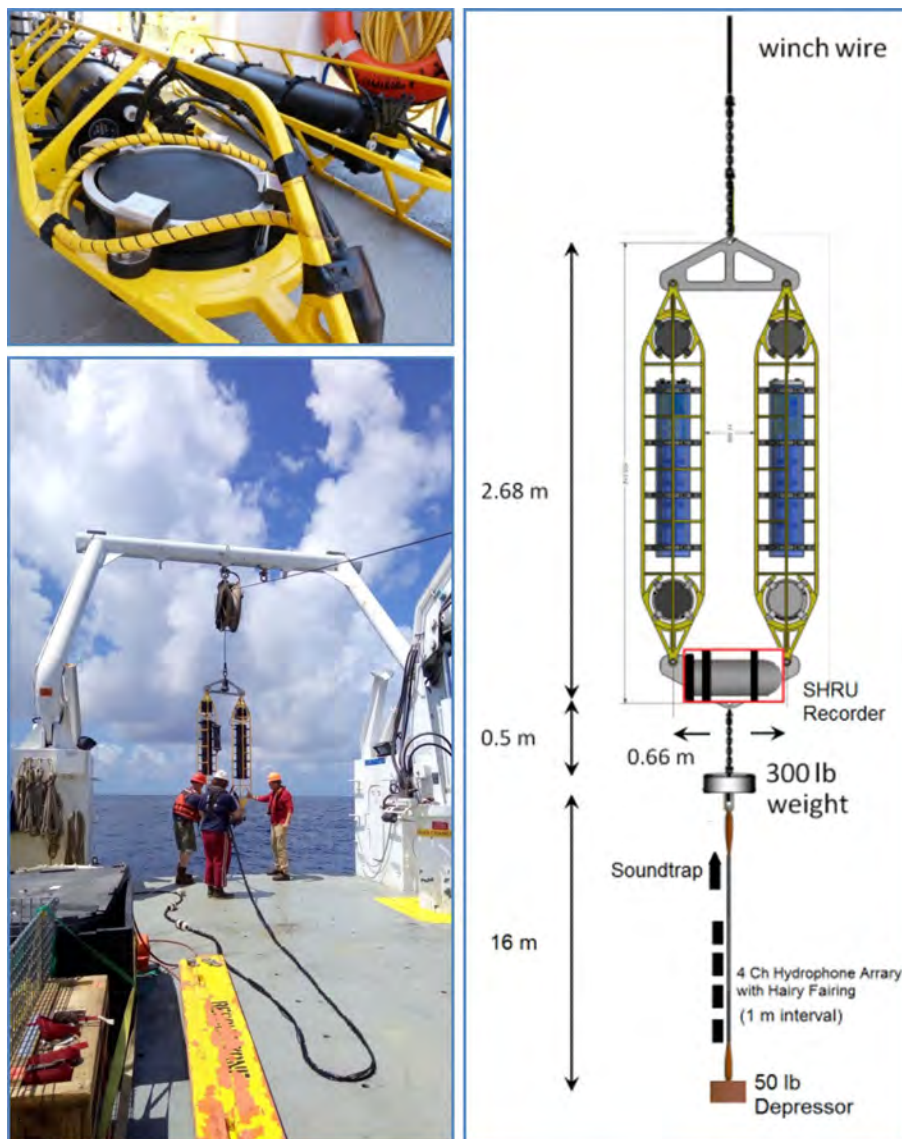 winch wire
2.68 m
SHRU
Recorder
0.5 m
0.66 m
300 lb
weight
Soundtrap
16 m
4 Ch Hydrophone Arrary
with Hairy Fairing
(1 m interval)
50 lb
Depressor